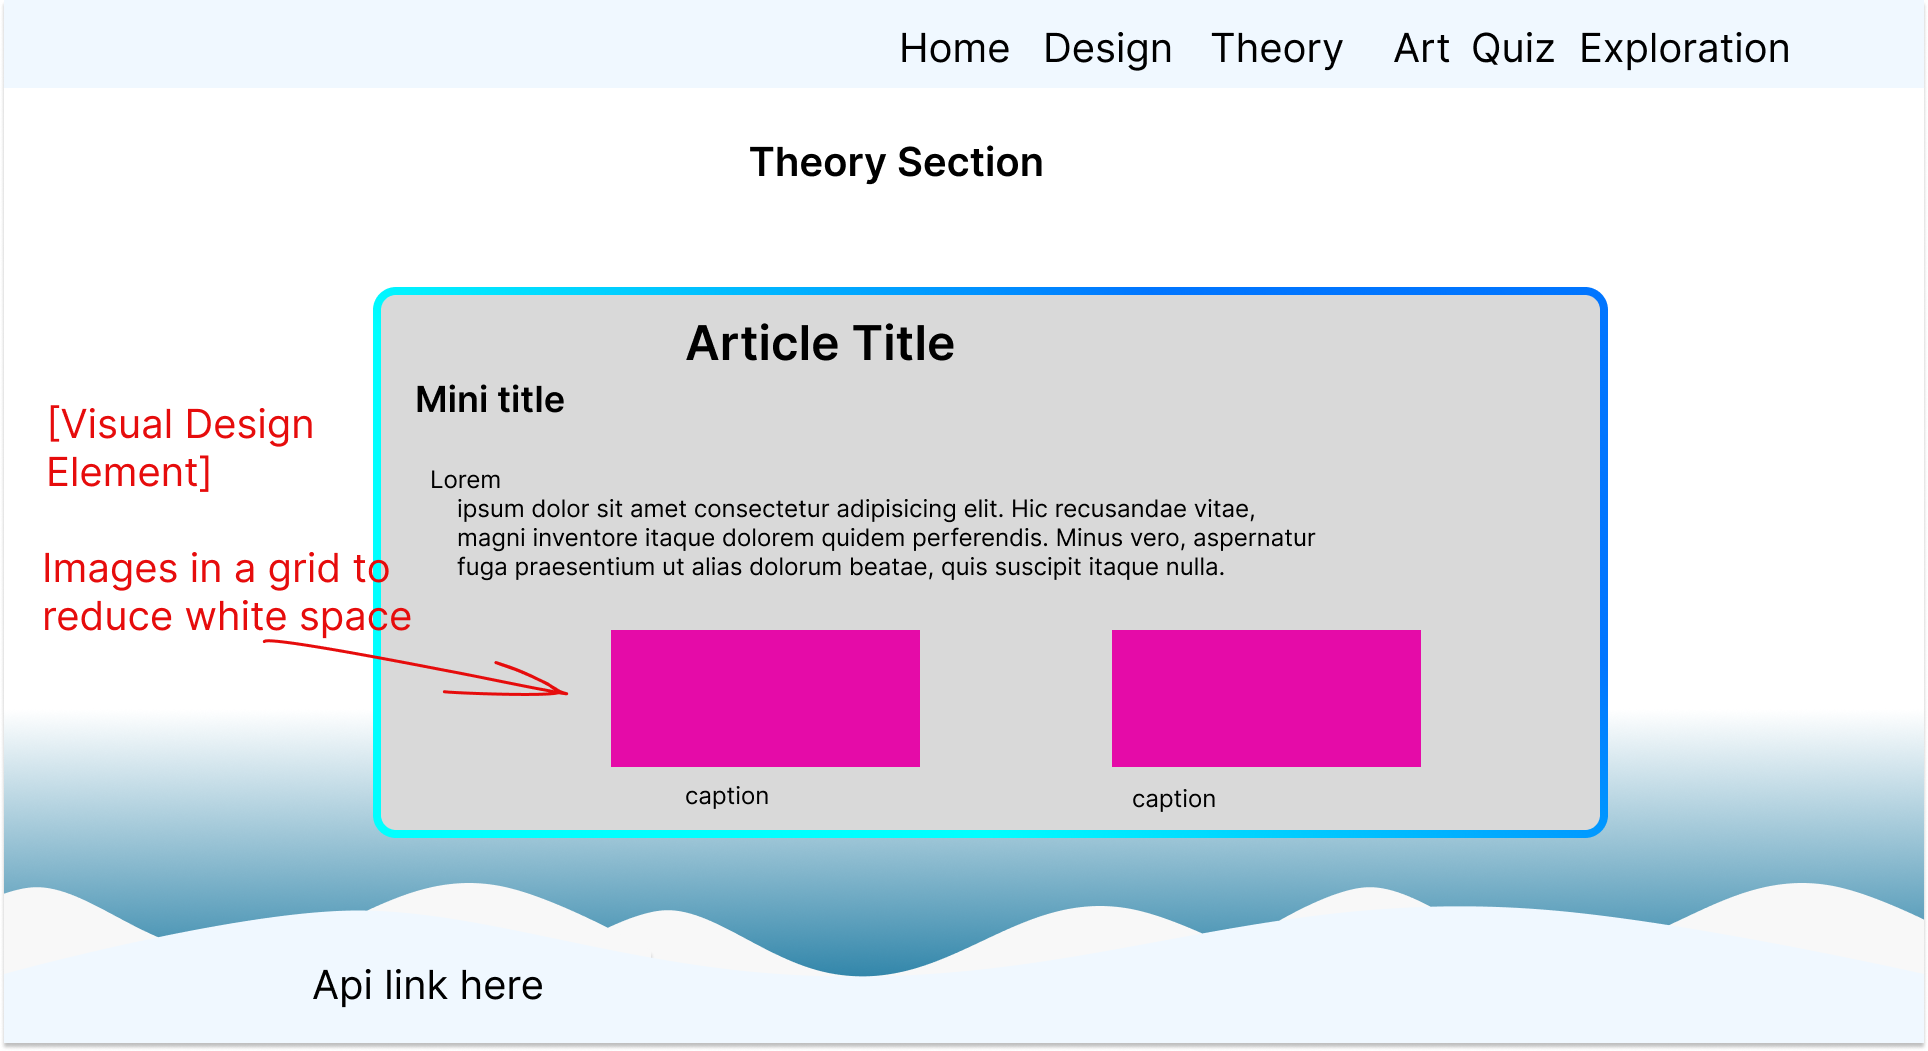 Home Design Theory Art Quiz Exploration
Theory Section
Article Title
Mini title
[Visual Design
Element]
Lorem
ipsum dolor sit amet consectetur adipisicing elit. Hic recusandae vitae,
magni inventore itaque dolorem quidem perferendis. Minus vero, aspernatur
fuga praesentium ut alias dolorum beatae, quis suscipit itaque nulla.
Images in a grid to
reduce white space
caption
caption
Api link here